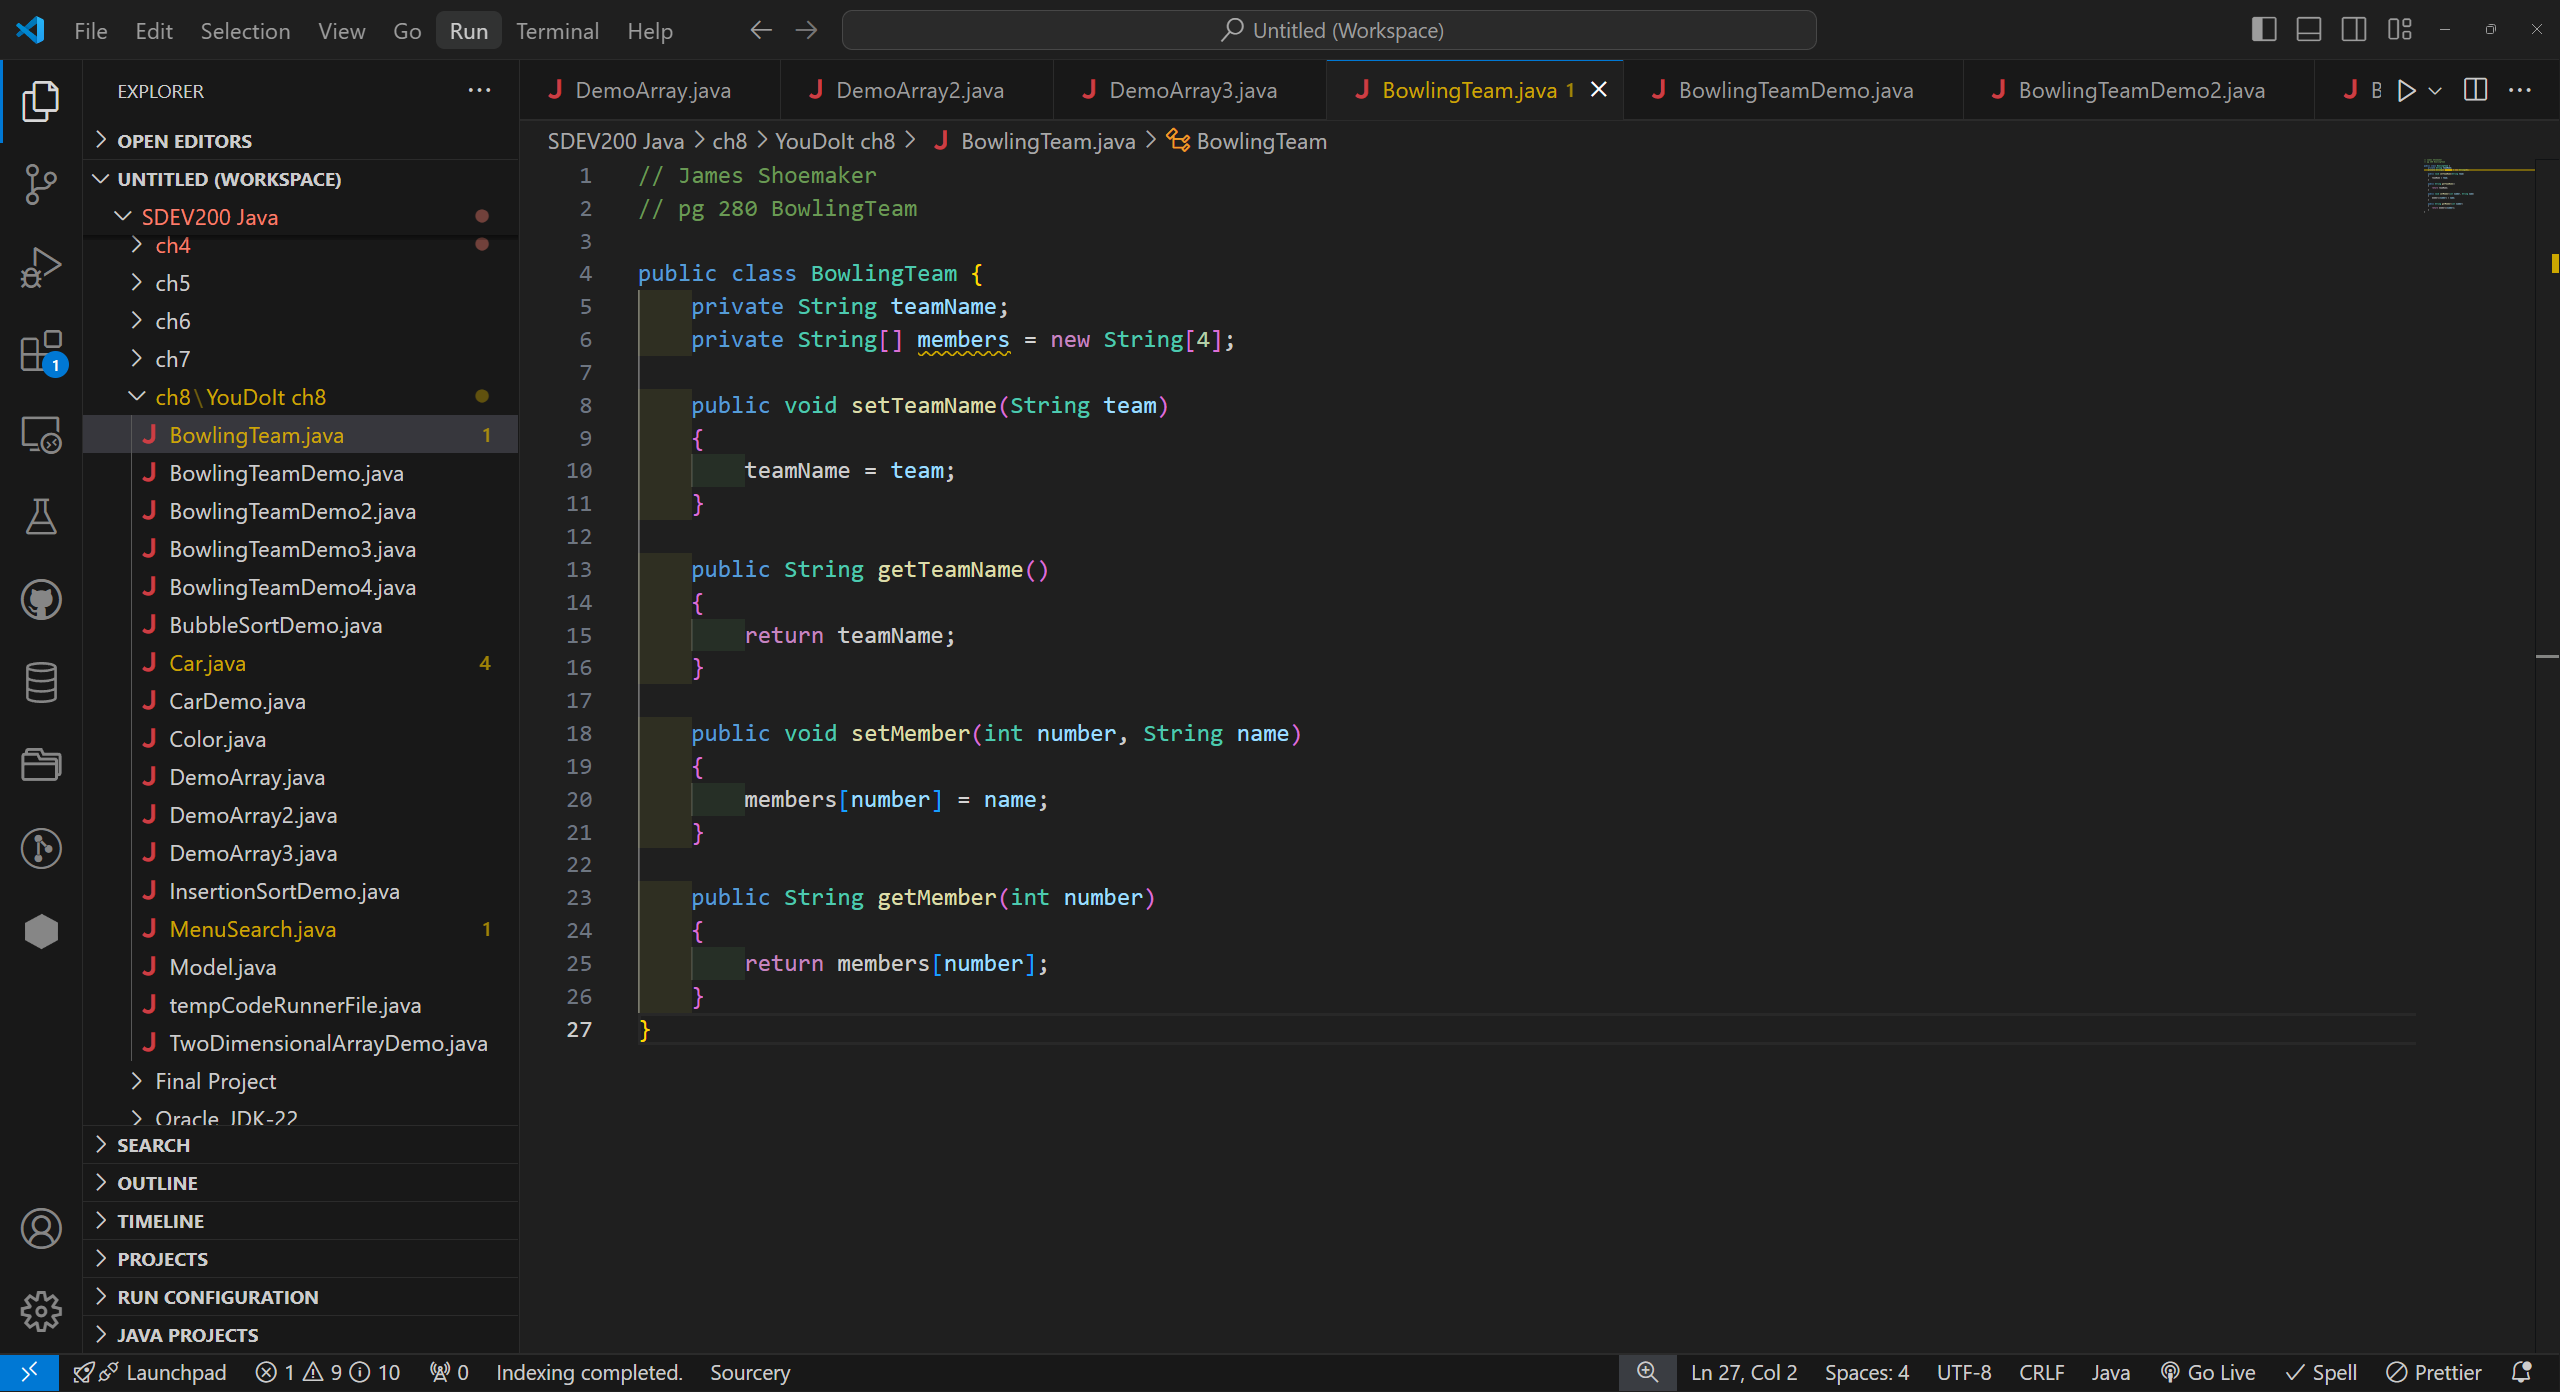 File Edit Selection View Go Run Terminal Help
Untitled (Workspace)
EXPLORER
OPEN EDITORS
UNTITLED (WORKSPACE)
SDEV200 Java
ch4
ch5
ch6
ch7
ch8\YouDoIt ch8
J BowlingTeam.java 1
J BowlingTeamDemo.java
J BowlingTeamDemo2.java
J BowlingTeamDemo3.java
J BowlingTeamDemo4.java
J BubbleSortDemo.java
J Car.java 4
J CarDemo.java
J Color.java
J DemoArray.java
J DemoArray2.java
J DemoArray3.java
J InsertionSortDemo.java
J MenuSearch.java 1
J Model.java
J tempCodeRunnerFile.java
J TwoDimensionalArrayDemo.java
Final Project
Oracle JDK-22
SEARCH
OUTLINE
TIMELINE
PROJECTS
RUN CONFIGURATION
JAVA PROJECTS
1
J DemoArray.java J DemoArray2.java J DemoArray3.java J BowlingTeam.java 1 J BowlingTeamDemo.java J BowlingTeamDemo2.java J B
SDEV200 Java > ch8 > YouDoIt ch8 > J BowlingTeam.java > BowlingTeam
1 // James Shoemaker
2 // pg 280 BowlingTeam
3
4 public class BowlingTeam {
5 private String teamName;
6 private String[] members = new String[4];
7
8 public void setTeamName(String team)
9 {
10 teamName = team;
11 }
12
13 public String getTeamName()
14 {
15 return teamName;
16 }
17
18 public void setMember(int number, String name)
19 {
20 members[number] = name;
21 }
22
23 public String getMember(int number)
24 {
25 return members[number];
26 }
27 }
Launchpad 1 9 10 0 Indexing completed. Sourcery Ln 27, Col 2 Spaces: 4 UTF-8 CRLF Java Go Live Spell Prettier